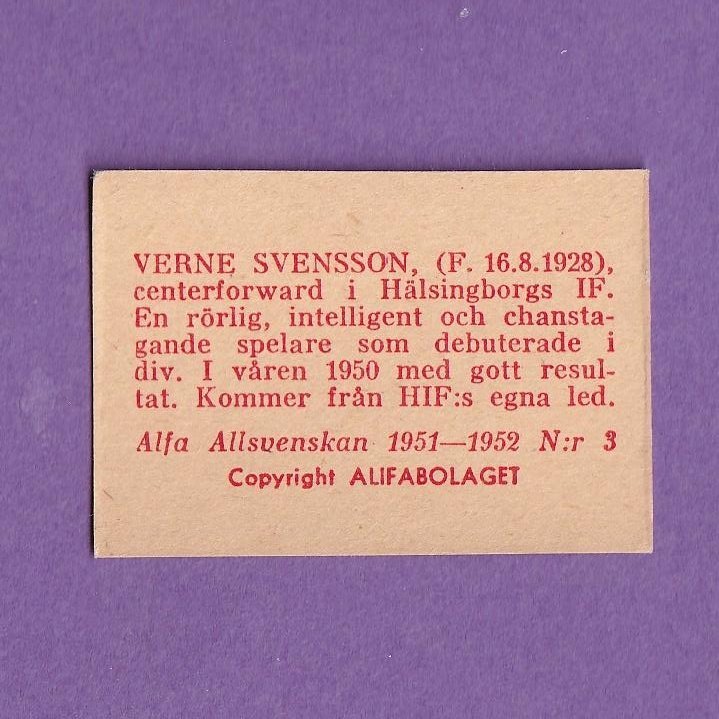 VERNE SVENSSON, (F. 16.8.1928),
centerforward i Hälsingborgs IF.
En rörlig, intelligent och chansta-
gande spelare som debuterade i
div. I våren 1950 med gott resul-
tat. Kommer från HIF:s egna led.
Alfa Allsvenskan 1951—1952 N:r 3
Copyright ALIFABOLAGET